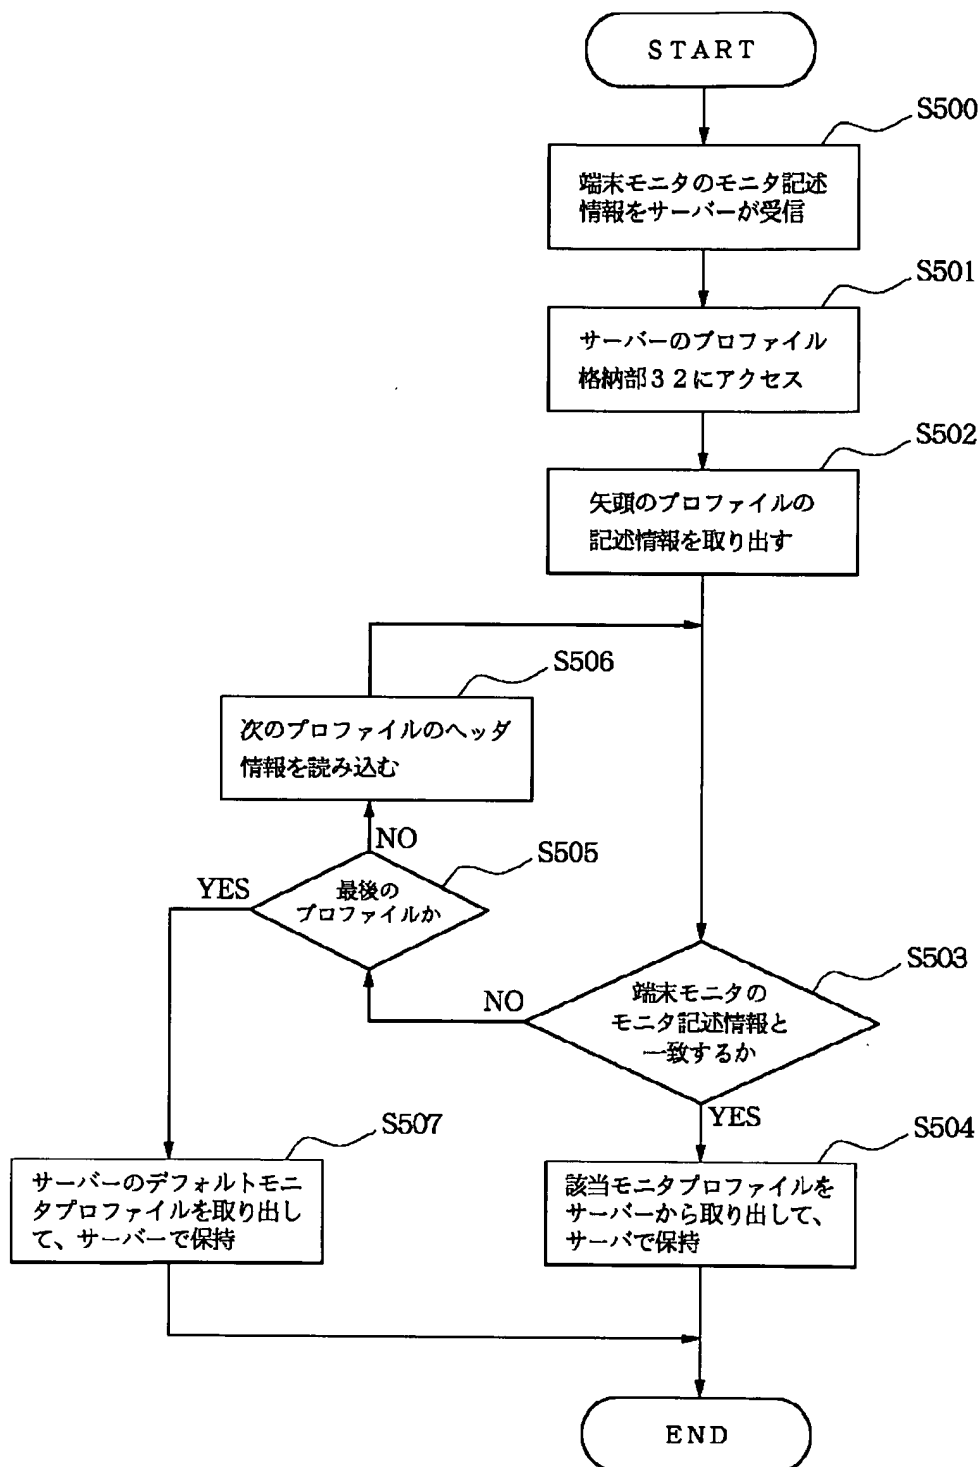 START
S500
端末モニタのモニタ記述
情報をサーバーが受信
S501
サーバーのプロファイル
格納部32にアクセス
S502
矢頭のプロファイルの
記述情報を取り出す
S506
次のプロファイルのヘッダ
情報を読み込む
NO
S505
YES
最後の
プロファイルか
S503
NO
端末モニタの
モニタ記述情報と
一致するか
YES
S507
サーバーのデフォルトモニ
タプロファイルを取り出し
て、サーバーで保持
S504
該当モニタプロファイルを
サーバーから取り出して、
サーバで保持
END